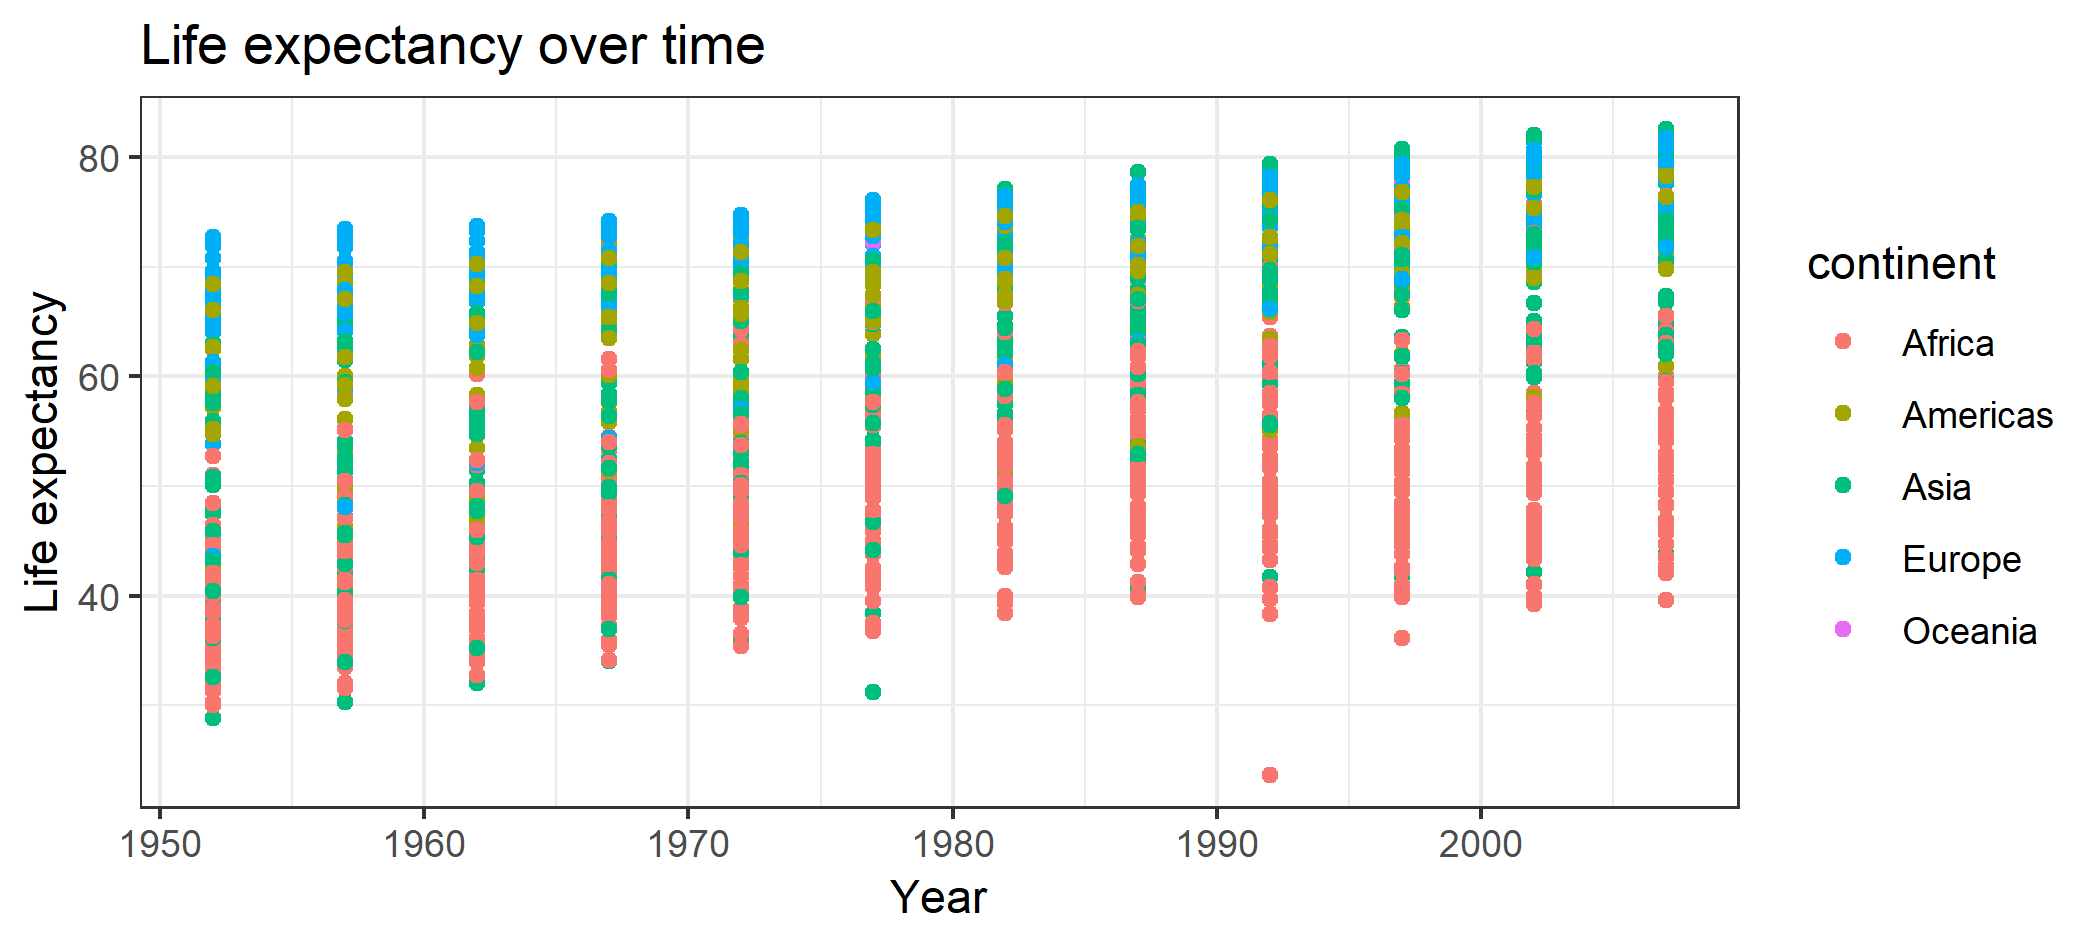 Life expectancy over time
Life expectancy
80
60
40
1950
1960
1970
1980
1990
2000
Year
continent
Africa
Americas
Asia
Europe
Oceania